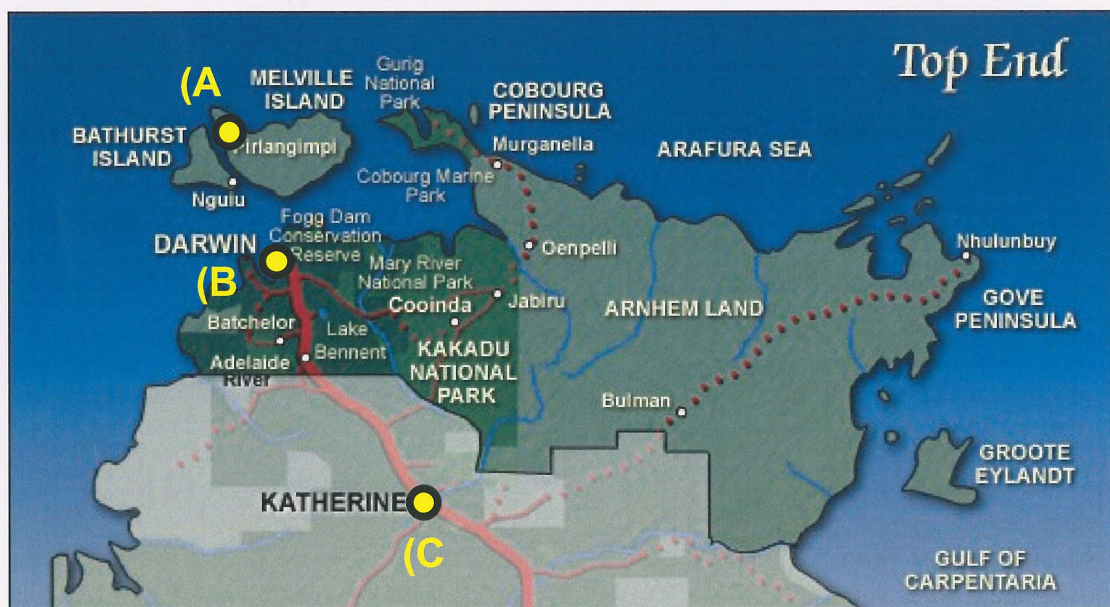 Top End
(A
MELVILLE
ISLAND
Gurig
National
Park
COBOURG
PENINSULA
BATHURST
ISLAND
Pirlangimpi
Murganella
ARAFURA SEA
Cobourg Marine
Park
Nguiu
Fogg Dam
Conservation
Reserve
DARWIN
(B
Mary River
National Park
Oenpelli
Nhulunbuy
Cooinda
Jabiru
ARNHEM LAND
GOVE
PENINSULA
Batchelor
Lake
Bennent
Adelaide
River
KAKADU
NATIONAL
PARK
Bulman
GROOTE
EYLANDT
KATHERINE
(C
GULF OF
CARPENTARIA